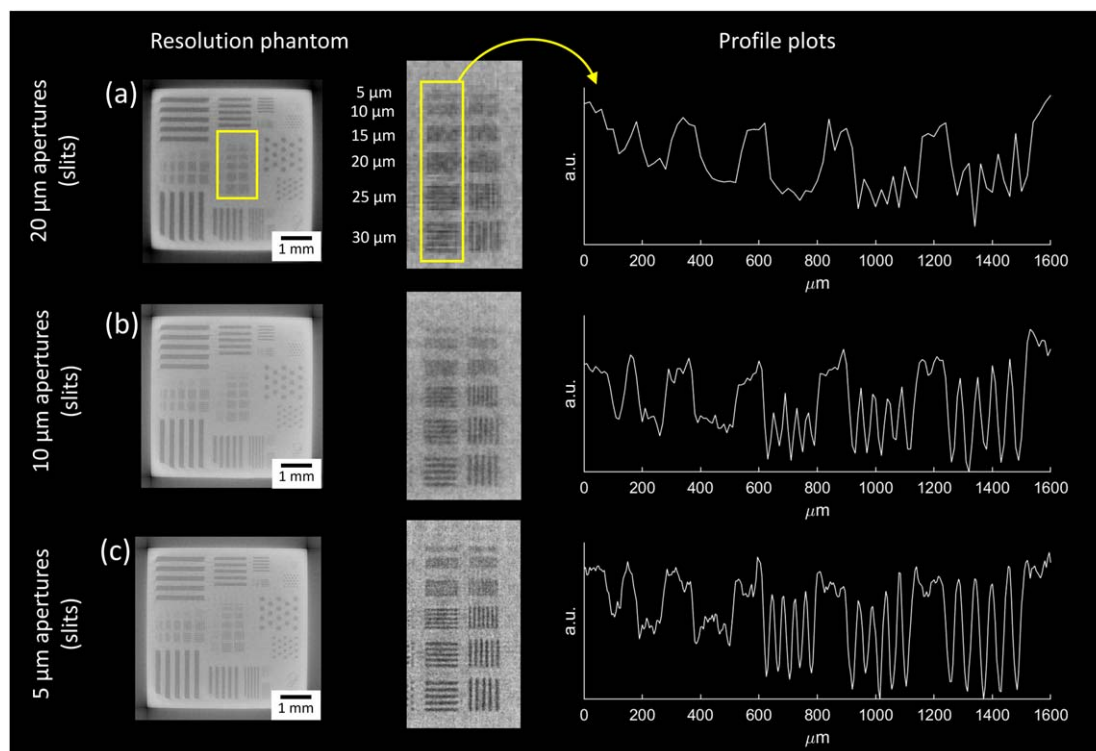 Resolution phantom
Profile plots
20 μm apertures
(slits)
(a)
1 mm
5 μm
10 μm
15 μm
20 μm
25 μm
30 μm
a.u.
0 200 400 600 800 1000 1200 1400 1600
μm
10 μm apertures
(slits)
(b)
1 mm
a.u.
0 200 400 600 800 1000 1200 1400 1600
μm
5 μm apertures
(slits)
(c)
1 mm
a.u.
0 200 400 600 800 1000 1200 1400 1600
μm